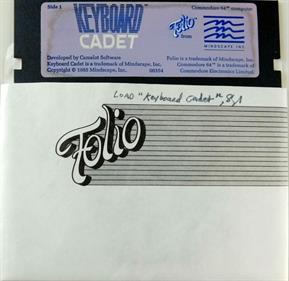 Side 1
KEYBOARD
CADET
Commodore 64™ computer
Folio™
from
MINDSCAPE INC.
Developed by Camelot Software
Keyboard Cadet is a trademark of Mindscape, Inc.
Copyright © 1985 Mindscape, Inc.
Folio is a trademark of Mindscape, Inc.
Commodore 64™ is a trademark of
Commodore Electronics Limited.
LOAD "Keyboard Cadet", 8,1
Folio